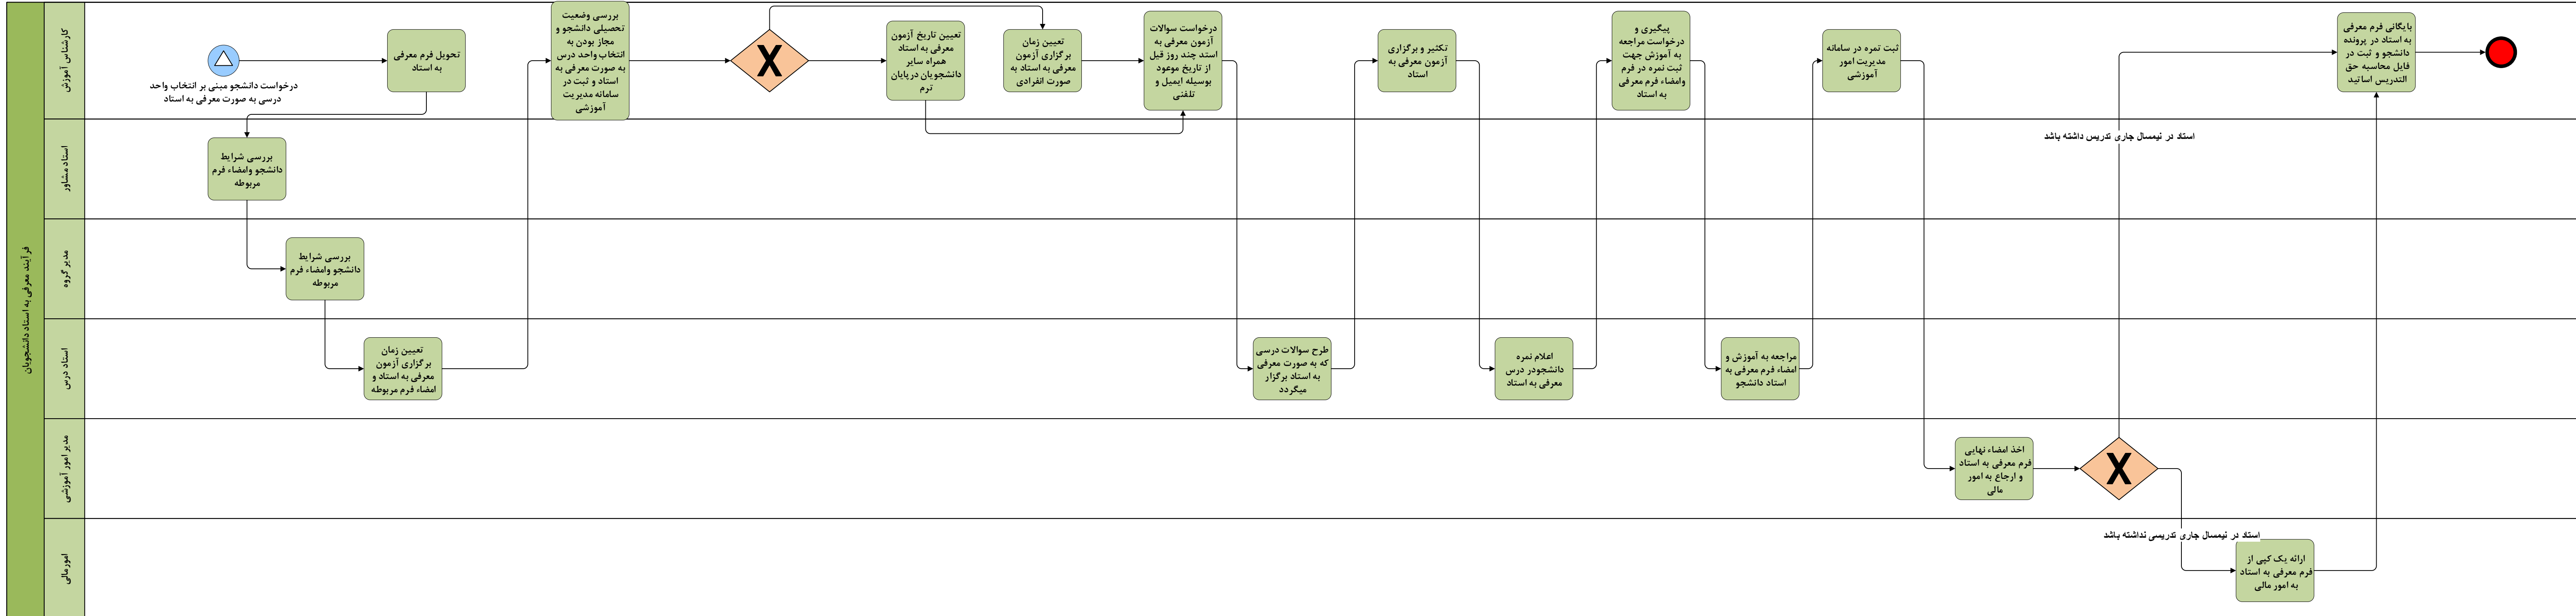 فرآیند معرفی به استاد دانشجویان
کارشناس آموزش
استاد مشاور
مدیر گروه
استاد درس
مدیر امور آموزشی
امورمالی
درخواست دانشجو مبنی بر انتخاب واحد
درسی به صورت معرفی به استاد
تحویل فرم معرفی
به استاد
بررسی شرایط
دانشجو وامضاء فرم
مربوطه
بررسی شرایط
دانشجو وامضاء فرم
مربوطه
تعیین زمان
برگزاری آزمون
معرفی به استاد و
امضاء فرم مربوطه
بررسی وضعیت
تحصیلی دانشجو و
مجاز بودن به
انتخاب واحد درس
به صورت معرفی به
استاد و ثبت در
سامانه مدیریت
آموزشی
X
تعیین تاریخ آزمون
معرفی به استاد
همراه سایر
دانشجویان درپایان
ترم
تعیین زمان
برگزاری آزمون
معرفی به استاد به
صورت انفرادی
درخواست سوالات
آزمون معرفی به
استد چند روز قبل
از تاریخ موعود
بوسیله ایمیل و
تلفنی
طرح سوالات درسی
که به صورت معرفی
به استاد برگزار
میگردد
تکثیر و برگزاری
آزمون معرفی به
استاد
اعلام نمره
دانشجودر درس
معرفی به استاد
پیگیری و
درخواست مراجعه
به آموزش جهت
ثبت نمره در فرم
وامضاء فرم معرفی
به استاد
مراجعه به آموزش و
امضاء فرم معرفی به
استاد دانشجو
ثبت نمره در سامانه
مدیریت امور
آموزشی
اخذ امضاء نهایی
فرم معرفی به استاد
و ارجاع به امور
مالی
X
استاد در نیمسال جاری تدریس داشته باشد
استاد در نیمسال جاری تدریسی نداشته باشد
ارائه یک کپی از
فرم معرفی به استاد
به امور مالی
بایگانی فرم معرفی
به استاد در پرونده
دانشجو و ثبت در
فایل محاسبه حق
التدریس اساتید